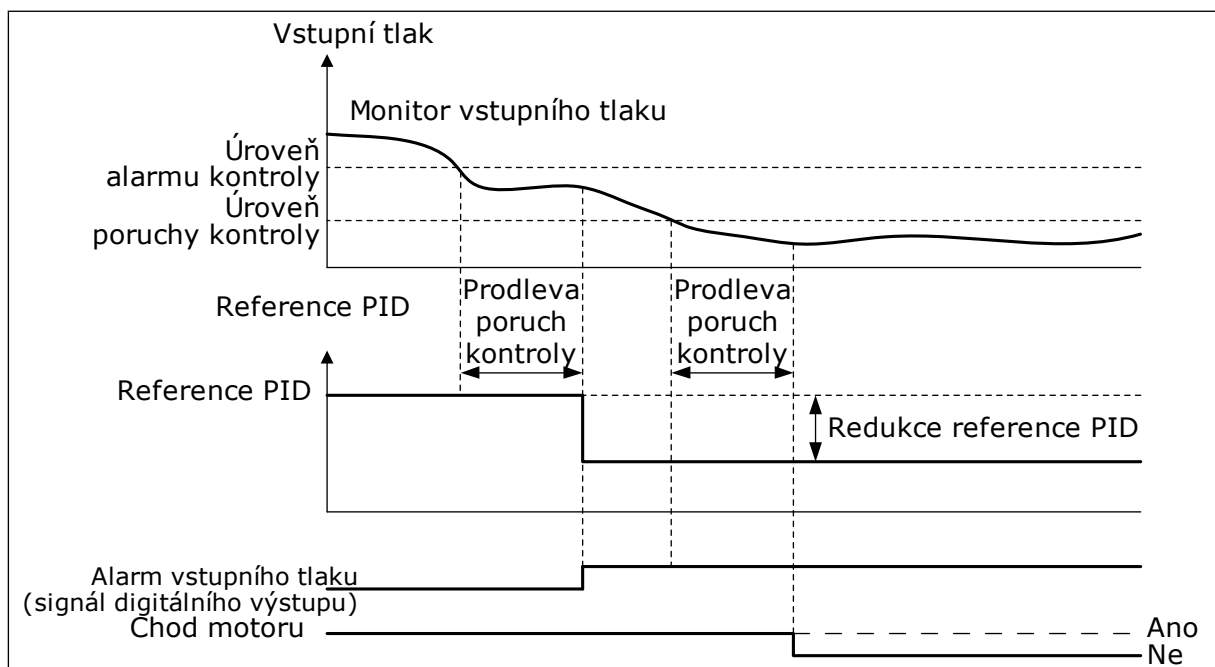 Vstupní tlak
Monitor vstupního tlaku
Úroveň
alarmu kontroly
Úroveň
poruchy kontroly
Reference PID
Prodleva
poruch
kontroly
Prodleva
poruch
kontroly
Reference PID
Redukce reference PID
Alarm vstupního tlaku
(signál digitálního výstupu)
Chod motoru
Ano
Ne